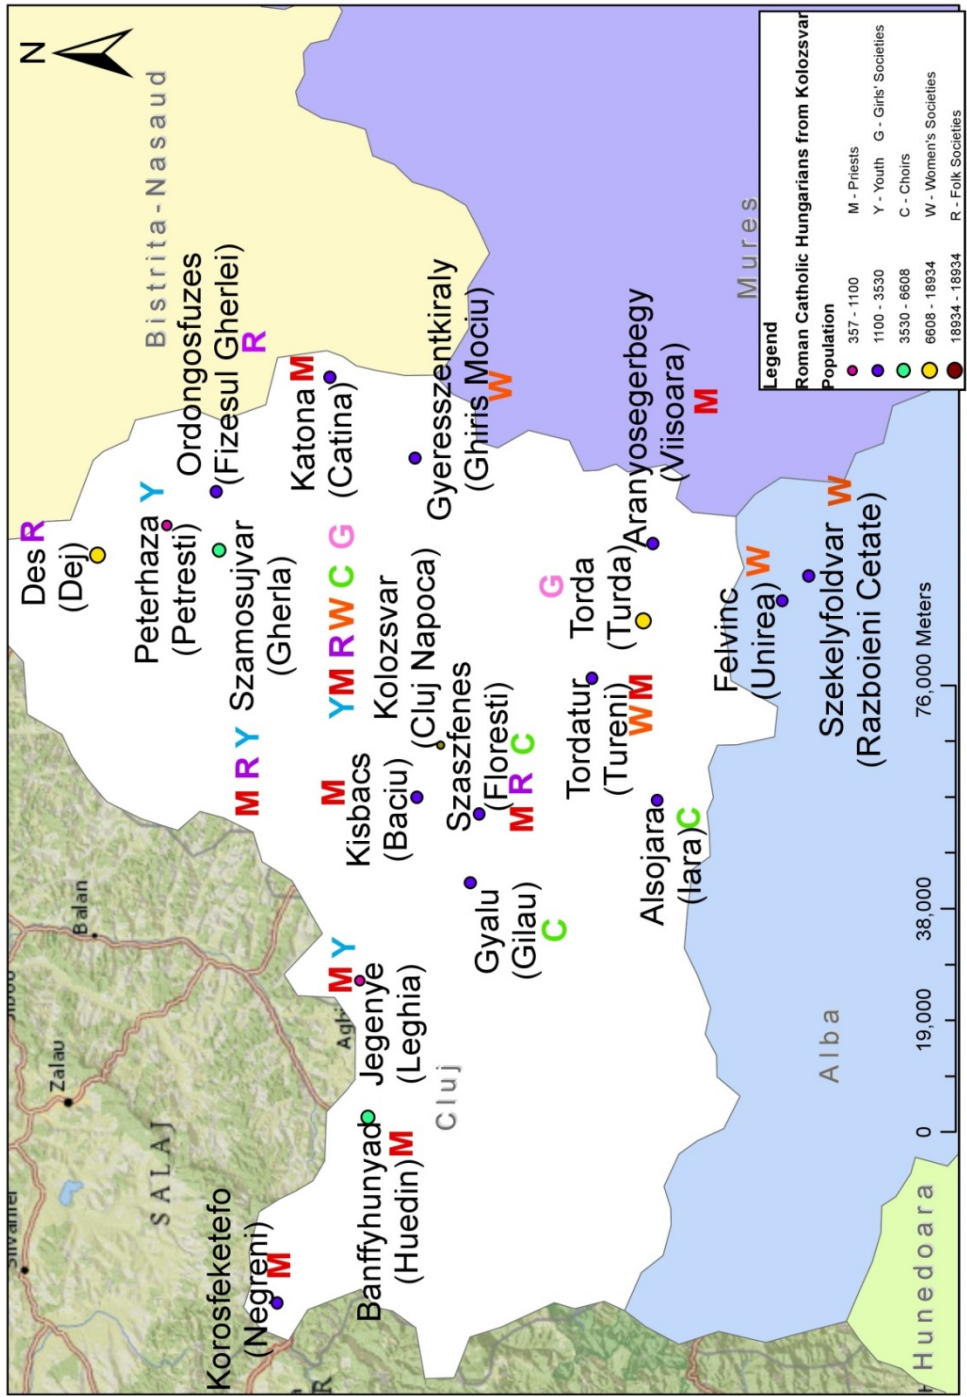 N
Bistrita-Nasaud
Des R
(Dej)
Peterhaza Y
(Petresti)
Ordongosfuzes
(Fizesul Gherlei)
R
M R Y Szamosujvar
(Gherla)
Balan
Zalau
SALAJ
Korosfeketefo
(Negreni)
M
Katona M
(Catina)
Y M R W C G
Kolozsvar
(Cluj Napoca)
M
Kisbacs
(Baciu)
M Y
Jegenye
(Leghia)
Banffyhunyad
(Huedin) M
Cluj
Gyeresszentkiraly
(Ghiris Mociu)
W
Szaszfenes
(Floresti)
M R C
Gyalu
(Gilau)
C
G
Torda
(Turda)
Tordatur
(Tureni)
W M
Aranyosegerbegy
(Viisoara)
M
Alsojara
(Iara)
C
Felvinc
(Unirea)
W
Szekelyfoldvar
(Razboieni Cetate)
W
Mures
Alba
Hunedoara
R
0 19,000 38,000 76,000 Meters
Legend
Roman Catholic Hungarians from Kolozsvar
Population
357 - 1100 M - Priests
1100 - 3530 Y - Youth G - Girls' Societies
3530 - 6608 C - Choirs
6608 - 18934 W - Women's Societies
18934 - 18934 R - Folk Societies